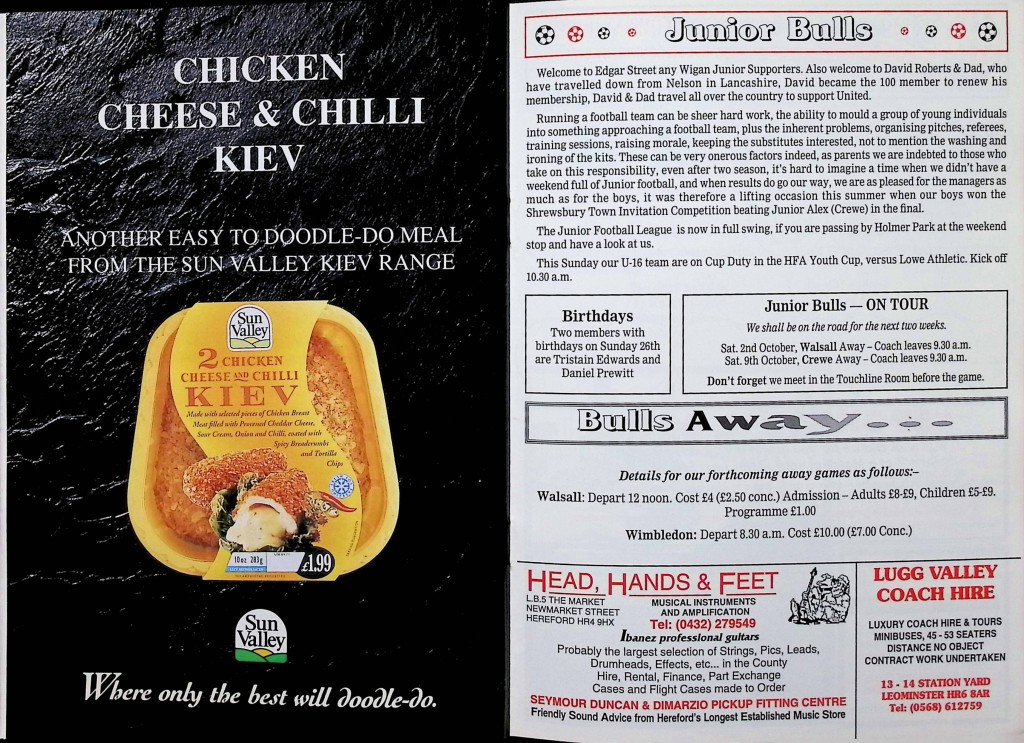 CHICKEN
CHEESE & CHILLI
KIEV
ANOTHER EASY TO DOODLE-DO MEAL
FROM THE SUN VALLEY KIEV RANGE
Sun
Valley
2 CHICKEN
CHEESE AND CHILLI
KIEV
Made with selected pieces of Chicken Breast
Meat filled with Processed Cheddar Cheese,
Sour Cream, Onion and Chilli, coated with
Spicy Breadcrumbs
and Tortilla
Chips
10oz 283g
£1.99
Sun
Valley
Where only the best will doodle-do.
Junior Bulls
Welcome to Edgar Street any Wigan Junior Supporters. Also welcome to David Roberts & Dad, who
have travelled down from Nelson in Lancashire, David became the 100 member to renew his
membership, David & Dad travel all over the country to support United.
Running a football team can be sheer hard work, the ability to mould a group of young individuals
into something approaching a football team, plus the inherent problems, organising pitches, referees,
training sessions, raising morale, keeping the substitutes interested, not to mention the washing and
ironing of the kits. These can be very onerous factors indeed, as parents we are indebted to those who
take on this responsibility, even after two season, it's hard to imagine a time when we didn't have a
weekend full of Junior football, and when results do go our way, we are as pleased for the managers as
much as for the boys, it was therefore a lifting occasion this summer when our boys won the
Shrewsbury Town Invitation Competition beating Junior Alex (Crewe) in the final.
The Junior Football League is now in full swing, if you are passing by Holmer Park at the weekend
stop and have a look at us.
This Sunday our U-16 team are on Cup Duty in the HFA Youth Cup, versus Lowe Athletic. Kick off
10.30 a.m.
Birthdays
Two members with
birthdays on Sunday 26th
are Tristain Edwards and
Daniel Prewitt
Junior Bulls — ON TOUR
We shall be on the road for the next two weeks.
Sat. 2nd October, Walsall Away – Coach leaves 9.30 a.m.
Sat. 9th October, Crewe Away – Coach leaves 9.30 a.m.
Don't forget we meet in the Touchline Room before the game.
Bulls Away...
Details for our forthcoming away games as follows:–
Walsall: Depart 12 noon. Cost £4 (£2.50 conc.) Admission – Adults £8-£9, Children £5-£9.
Programme £1.00
Wimbledon: Depart 8.30 a.m. Cost £10.00 (£7.00 Conc.)
HEAD, HANDS & FEET
L.B.5 THE MARKET
NEWMARKET STREET
HEREFORD HR4 9HX
MUSICAL INSTRUMENTS
AND AMPLIFICATION
Tel: (0432) 279549
Ibanez professional guitars
Probably the largest selection of Strings, Pics, Leads,
Drumheads, Effects, etc... in the County
Hire, Rental, Finance, Part Exchange
Cases and Flight Cases made to Order
SEYMOUR DUNCAN & DIMARZIO PICKUP FITTING CENTRE
Friendly Sound Advice from Hereford's Longest Established Music Store
LUGG VALLEY
COACH HIRE
LUXURY COACH HIRE & TOURS
MINIBUSES, 45 - 53 SEATERS
DISTANCE NO OBJECT
CONTRACT WORK UNDERTAKEN
13 - 14 STATION YARD
LEOMINSTER HR6 8AR
Tel: (0568) 612759